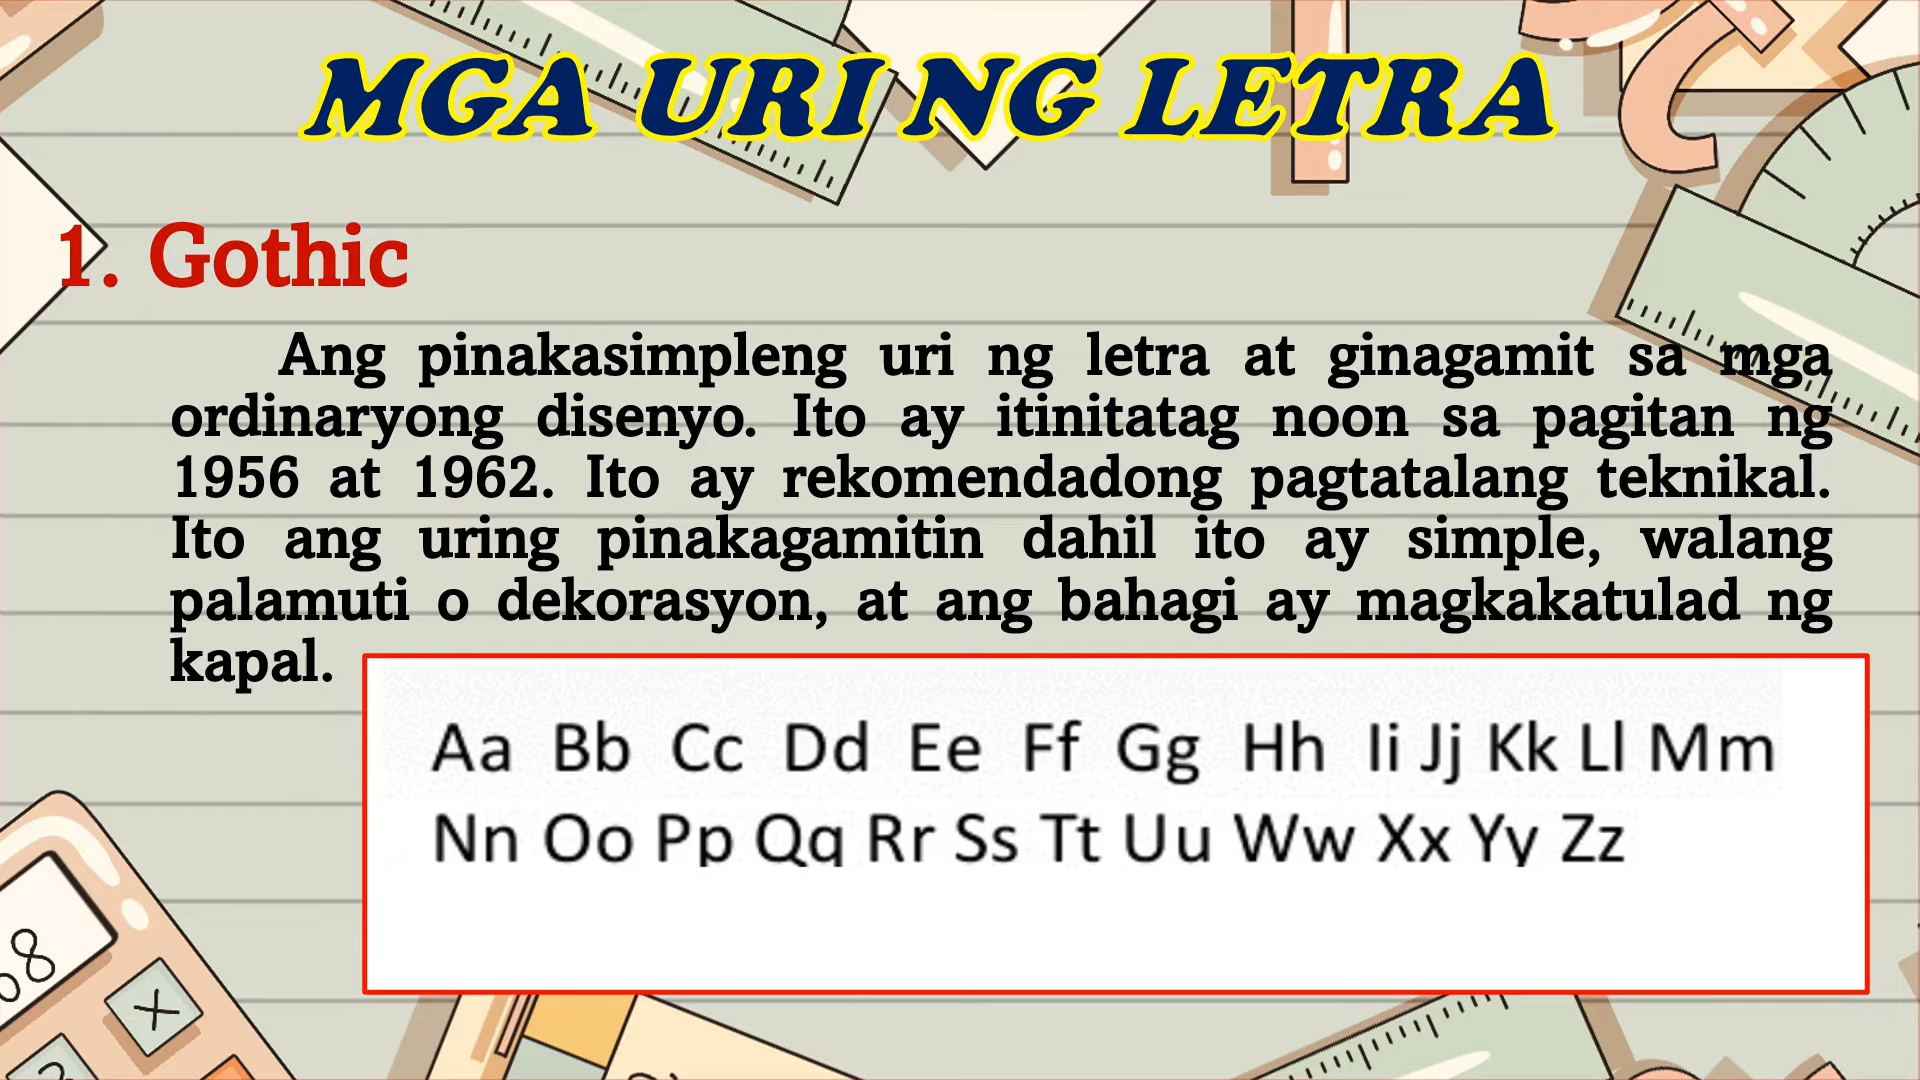 MGA URI NG LETRA
1. Gothic
Ang pinakasimpleng uri ng letra at ginagamit sa mga
ordinaryong disenyo. Ito ay itinitatag noon sa pagitan ng
1956 at 1962. Ito ay rekomendadong pagtatalang teknikal.
Ito ang uring pinakagamitin dahil ito ay simple, walang
palamuti o dekorasyon, at ang bahagi ay magkakatulad ng
kapal.
Aa Bb Cc Dd Ee Ff Gg Hh Ii Jj Kk Ll Mm
Nn Oo Pp Qq Rr Ss Tt Uu Ww Xx Yy Zz